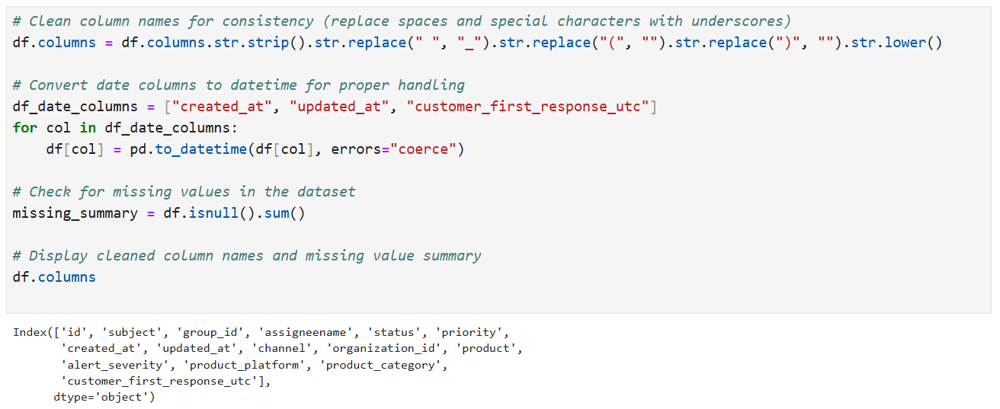 # Clean column names for consistency (replace spaces and special characters with underscores)
df.columns = df.columns.str.strip().str.replace(" ", "_").str.replace("(", "").str.replace(")", "").str.lower()
# Convert date columns to datetime for proper handling
df_date_columns = ["created_at", "updated_at", "customer_first_response_utc"]
for col in df_date_columns:
    df[col] = pd.to_datetime(df[col], errors="coerce")
# Check for missing values in the dataset
missing_summary = df.isnull().sum()
# Display cleaned column names and missing value summary
df.columns
Index(['id', 'subject', 'group_id', 'assigneename', 'status', 'priority',
       'created_at', 'updated_at', 'channel', 'organization_id', 'product',
       'alert_severity', 'product_platform', 'product_category',
       'customer_first_response_utc'],
      dtype='object')